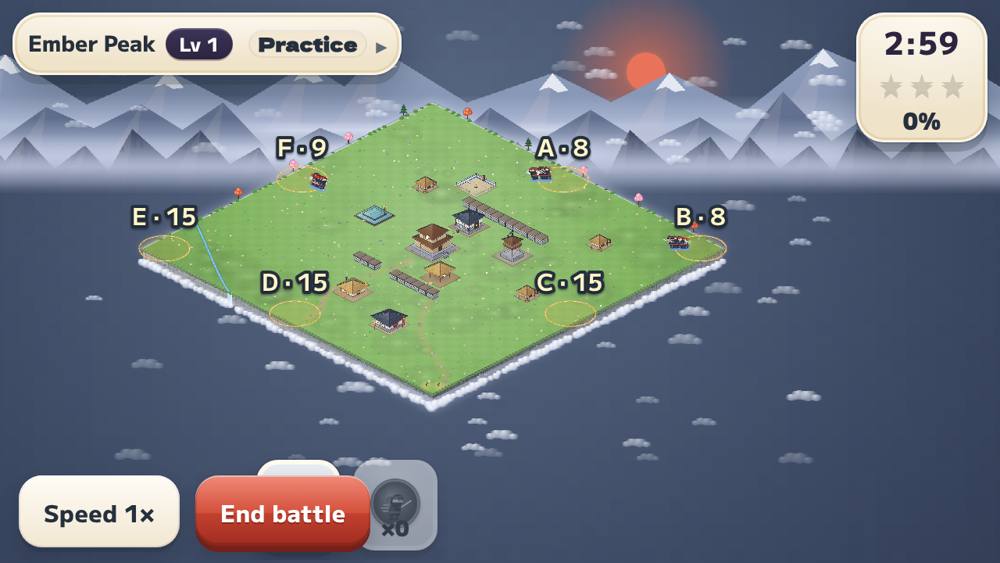 Ember Peak Lv 1 Practice ▶
2:59
0%
F·9
A·8
E·15
B·8
D·15
C·15
Speed 1×
End battle
×0